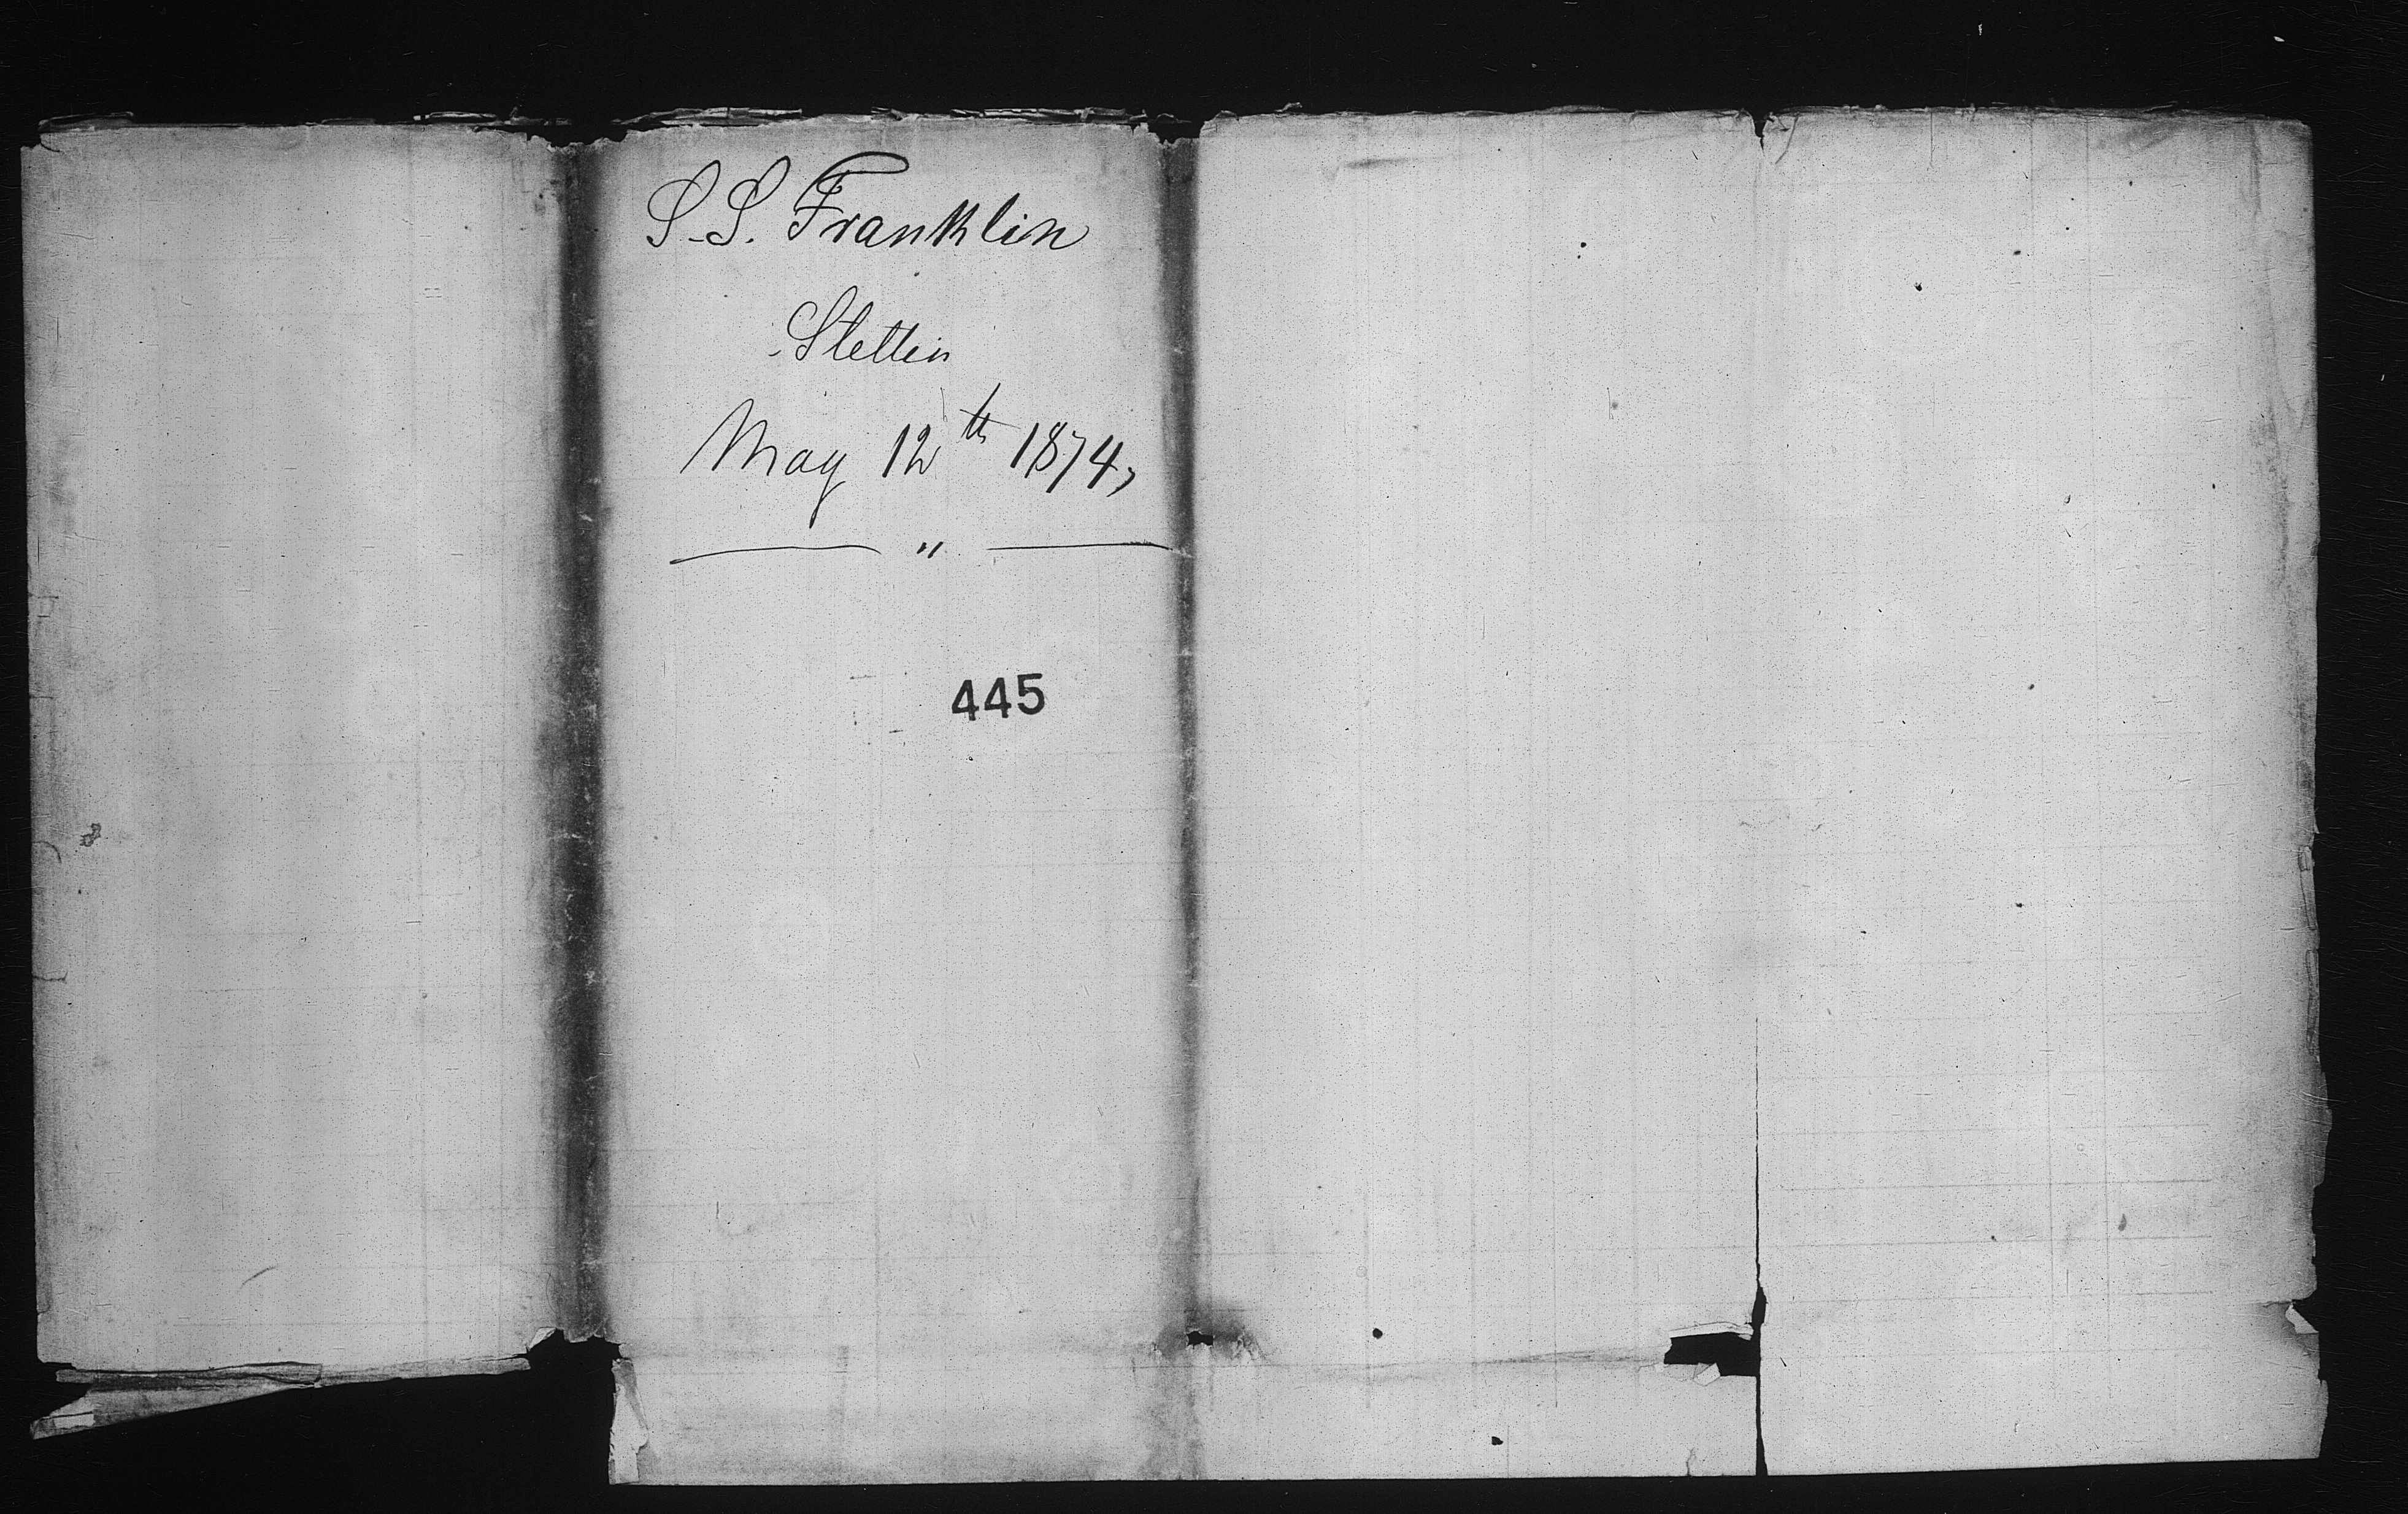 S.S. Franklin
Stettin
May 12th 1874,
— " —
445